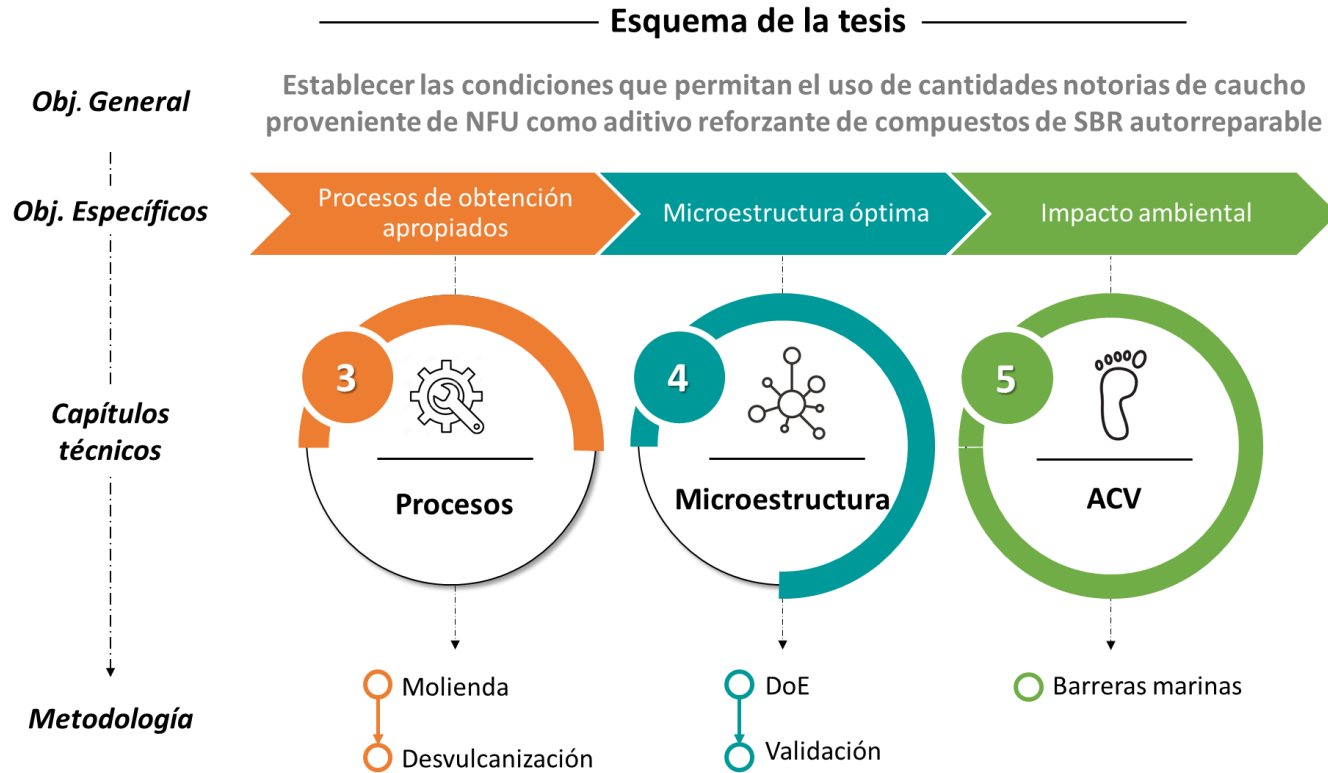 Esquema de la tesis
Obj. General
Establecer las condiciones que permitan el uso de cantidades notorias de caucho
proveniente de NFU como aditivo reforzante de compuestos de SBR autorreparable
Obj. Específicos
Procesos de obtención
apropiados
Microestructura óptima
Impacto ambiental
Capítulos
técnicos
3
Procesos
4
Microestructura
5
ACV
Metodología
Molienda
Desvulcanización
DoE
Validación
Barreras marinas